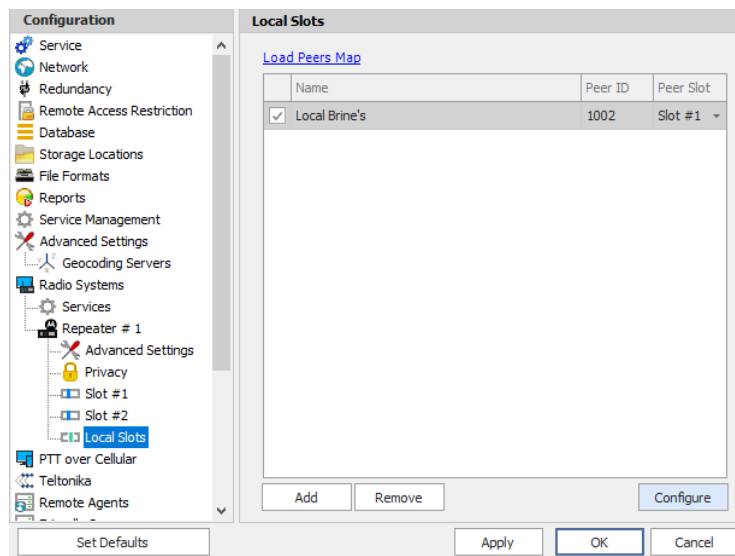 Configuration
Service
Network
Redundancy
Remote Access Restriction
Database
Storage Locations
File Formats
Reports
Service Management
Advanced Settings
Geocoding Servers
Radio Systems
Services
Repeater # 1
Advanced Settings
Privacy
Slot #1
Slot #2
Local Slots
PTT over Cellular
Teltonika
Remote Agents
Set Defaults
Local Slots
Load Peers Map
Name Peer ID Peer Slot
Local Brine's 1002 Slot #1
Add Remove Configure
Apply OK Cancel